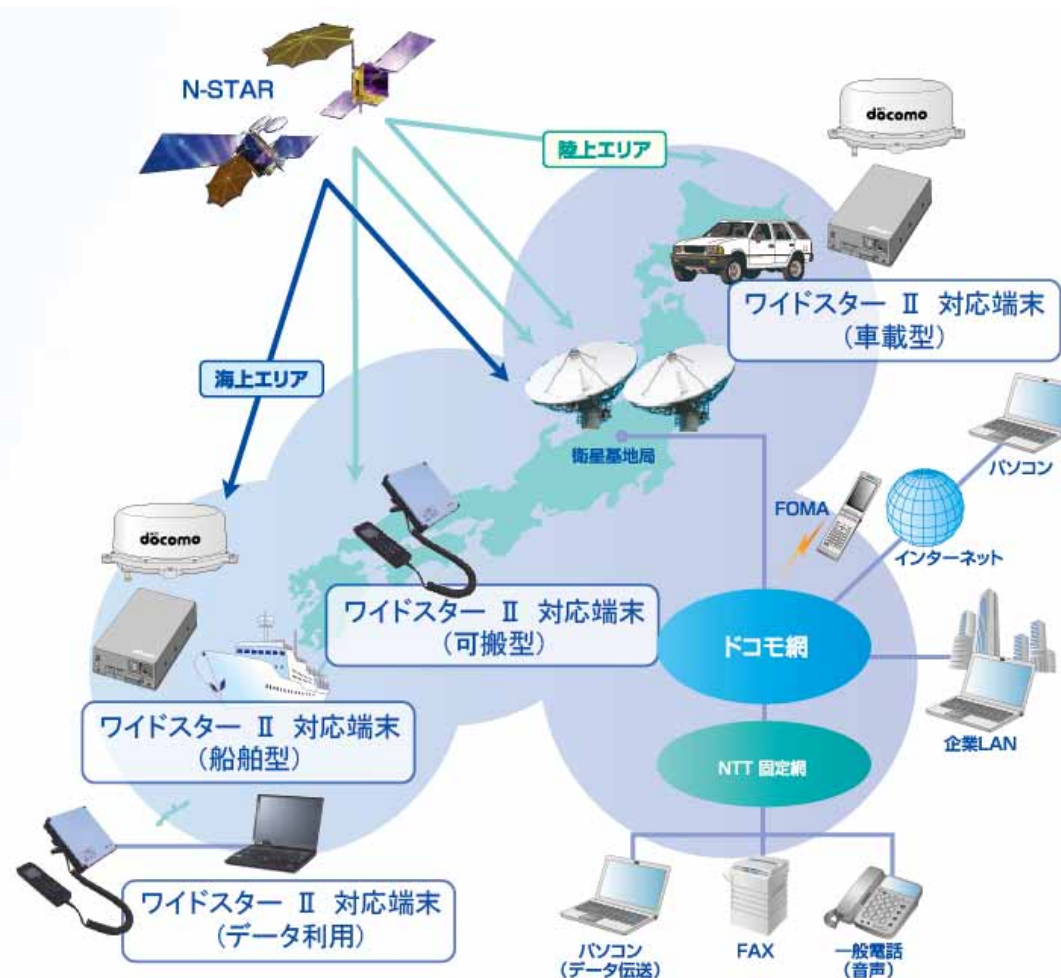 N-STAR
陸上エリア
döcomo
ワイドスター Ⅱ 対応端末
(車載型)
海上エリア
衛星基地局
パソコン
FOMA
インターネット
döcomo
ワイドスター Ⅱ 対応端末
(可搬型)
ドコモ網
ワイドスター Ⅱ 対応端末
(船舶型)
企業LAN
NTT 固定網
ワイドスター Ⅱ 対応端末
(データ利用)
パソコン
(データ伝送)
FAX
一般電話
(音声)